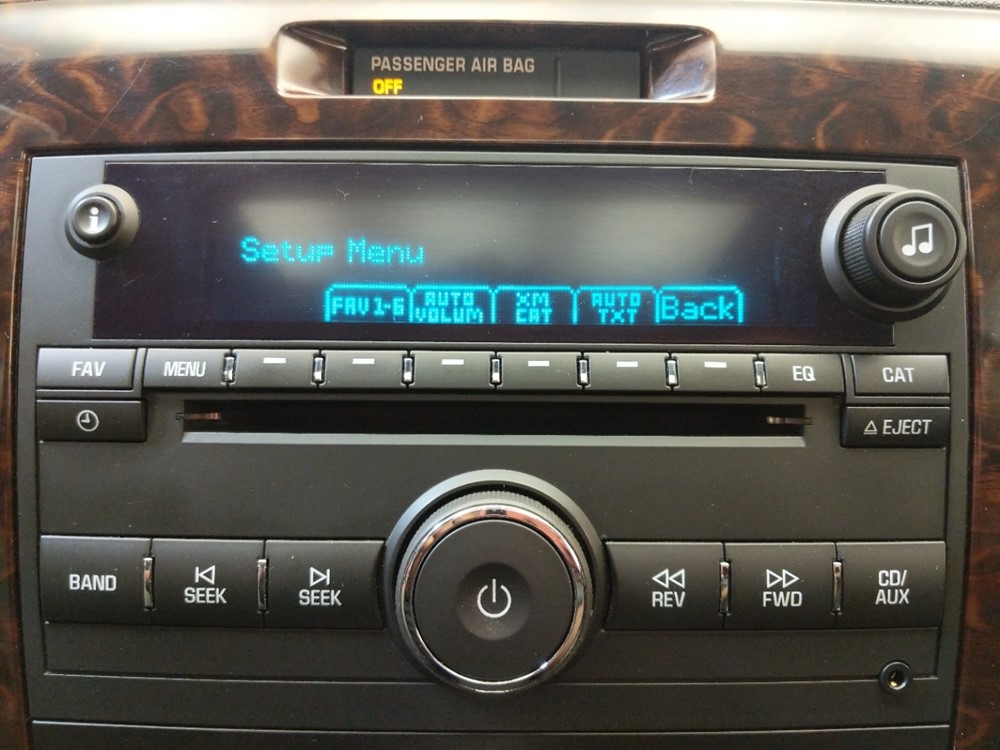 PASSENGER AIR BAG
OFF
i
Setup Menu
FAV 1-6 AUTO VOLUM XM CAT AUTO TXT Back
FAV MENU EQ CAT
EJECT
BAND SEEK SEEK REV FWD CD/ AUX